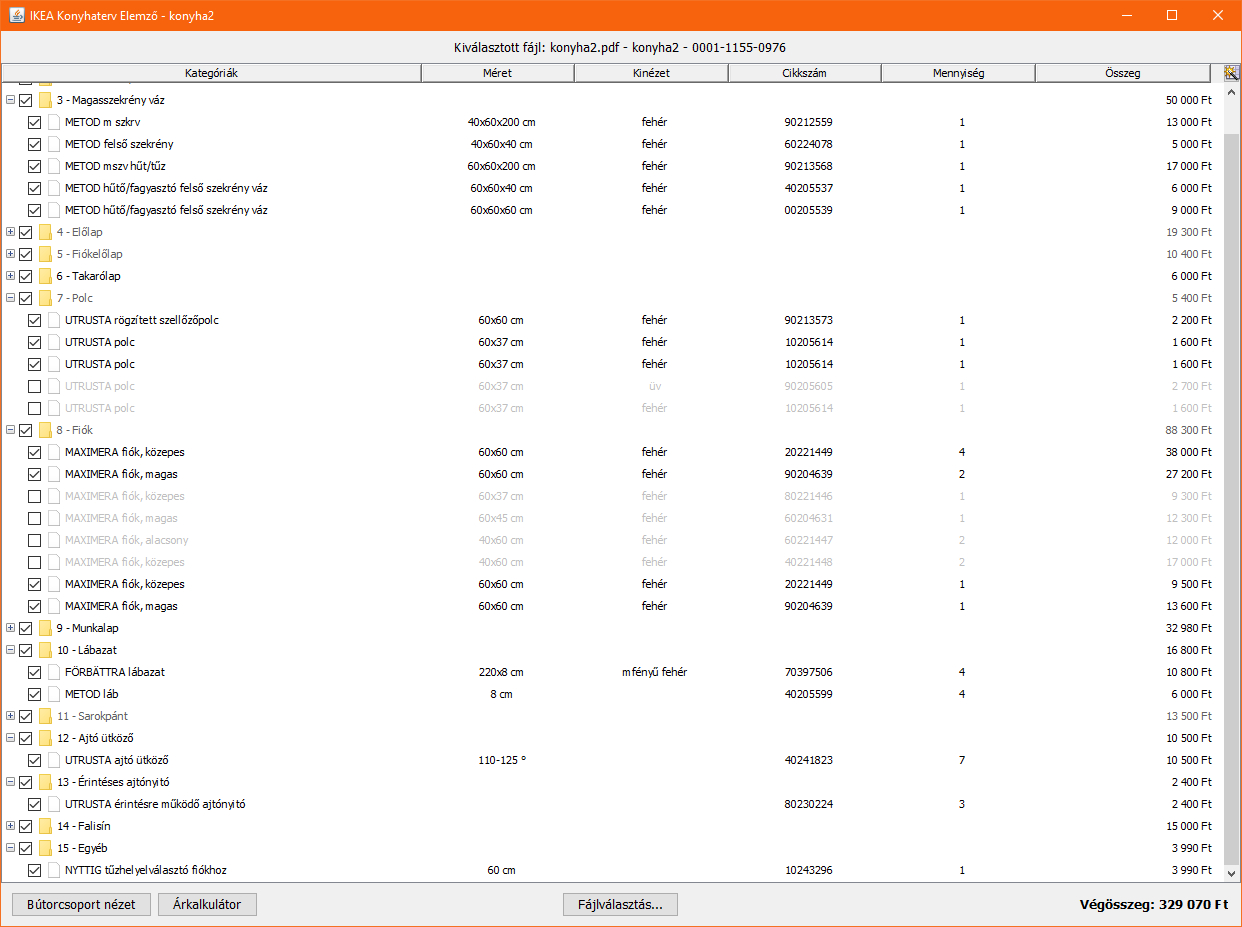 IKEA Konyhaterv Elemző - konyha2
Kiválasztott fájl: konyha2.pdf - konyha2 - 0001-1155-0976
Kategóriák Méret Kinézet Cikkszám Mennyiség Összeg
3 - Magasszekrény váz 50 000 Ft
METOD m szkrv 40x60x200 cm fehér 90212559 1 13 000 Ft
METOD felső szekrény 40x60x40 cm fehér 60224078 1 5 000 Ft
METOD mszv hűt/tűz 60x60x200 cm fehér 90213568 1 17 000 Ft
METOD hűtő/fagyasztó felső szekrény váz 60x60x40 cm fehér 40205537 1 6 000 Ft
METOD hűtő/fagyasztó felső szekrény váz 60x60x60 cm fehér 00205539 1 9 000 Ft
4 - Előlap 19 300 Ft
5 - Fiókelőlap 10 400 Ft
6 - Takarólap 6 000 Ft
7 - Polc 5 400 Ft
UTRUSTA rögzített szellőzőpolc 60x60 cm fehér 90213573 1 2 200 Ft
UTRUSTA polc 60x37 cm fehér 10205614 1 1 600 Ft
UTRUSTA polc 60x37 cm fehér 10205614 1 1 600 Ft
UTRUSTA polc 60x37 cm üv 90205605 1 2 700 Ft
UTRUSTA polc 60x37 cm fehér 10205614 1 1 600 Ft
8 - Fiók 88 300 Ft
MAXIMERA fiók, közepes 60x60 cm fehér 20221449 4 38 000 Ft
MAXIMERA fiók, magas 60x60 cm fehér 90204639 2 27 200 Ft
MAXIMERA fiók, közepes 60x37 cm fehér 80221446 1 9 300 Ft
MAXIMERA fiók, magas 60x45 cm fehér 60204631 1 12 300 Ft
MAXIMERA fiók, alacsony 40x60 cm fehér 60221447 2 12 000 Ft
MAXIMERA fiók, közepes 40x60 cm fehér 40221448 2 17 000 Ft
MAXIMERA fiók, közepes 60x60 cm fehér 20221449 1 9 500 Ft
MAXIMERA fiók, magas 60x60 cm fehér 90204639 1 13 600 Ft
9 - Munkalap 32 980 Ft
10 - Lábazat 16 800 Ft
FÖRBÄTTRA lábazat 220x8 cm mfényű fehér 70397506 4 10 800 Ft
METOD láb 8 cm 40205599 4 6 000 Ft
11 - Sarokpánt 13 500 Ft
12 - Ajtó ütköző 10 500 Ft
UTRUSTA ajtó ütköző 110-125 ° 40241823 7 10 500 Ft
13 - Érintéses ajtónyitó 2 400 Ft
UTRUSTA érintésre működő ajtónyitó 80230224 3 2 400 Ft
14 - Falisín 15 000 Ft
15 - Egyéb 3 990 Ft
NYTTIG tűzhelyelválasztó fiókhoz 60 cm 10243296 1 3 990 Ft
Bútorcsoport nézet Árkalkulátor Fájlválasztás... Végösszeg: 329 070 Ft